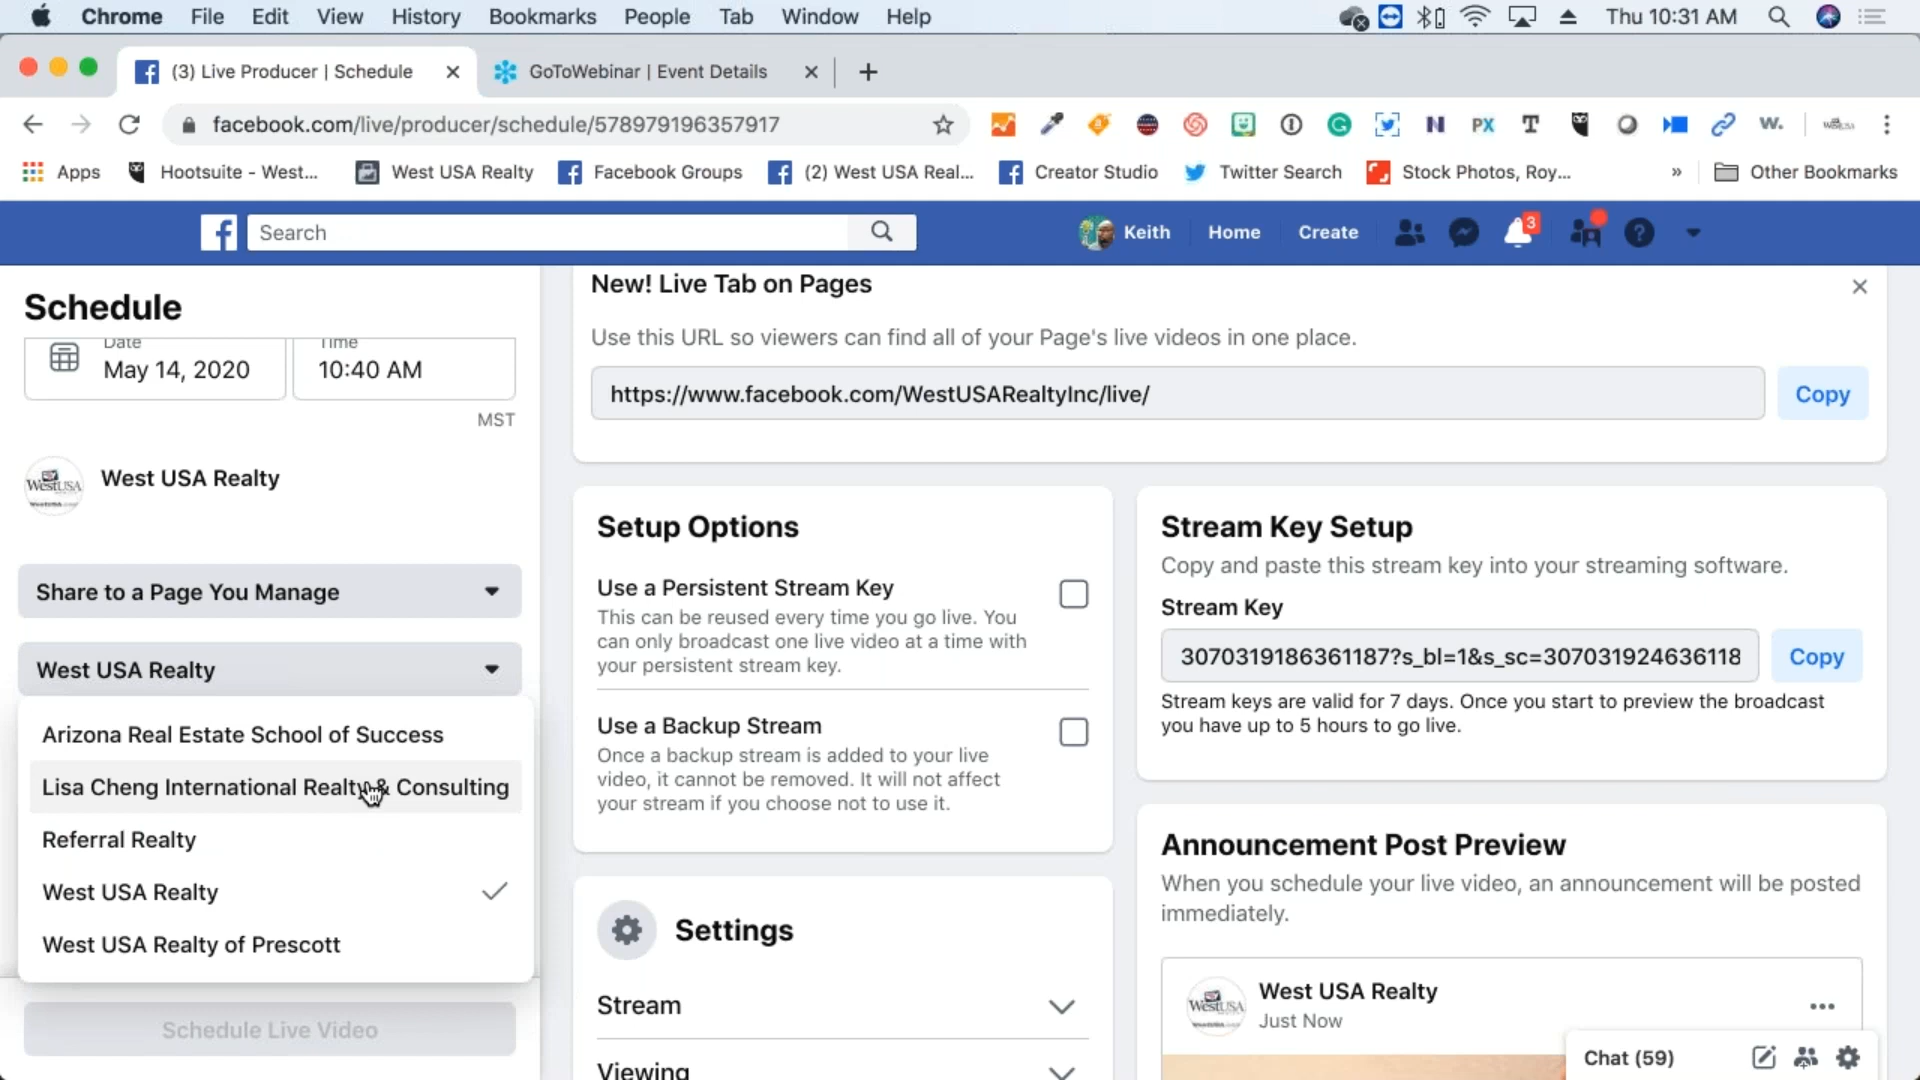 Chrome File Edit View History Bookmarks People Tab Window Help Thu 10:31 AM
(3) Live Producer | Schedule GoToWebinar | Event Details
facebook.com/live/producer/schedule/578979196357917
Apps Hootsuite - West... West USA Realty Facebook Groups (2) West USA Real... Creator Studio Twitter Search Stock Photos, Roy... » Other Bookmarks
Search Keith Home Create 3
Schedule
Date Time
May 14, 2020 10:40 AM
MST
West USA Realty
Share to a Page You Manage
West USA Realty
Arizona Real Estate School of Success
Lisa Cheng International Realty & Consulting
Referral Realty
West USA Realty
West USA Realty of Prescott
Schedule Live Video
New! Live Tab on Pages
Use this URL so viewers can find all of your Page's live videos in one place.
https://www.facebook.com/WestUSARealtyInc/live/ Copy
Setup Options
Use a Persistent Stream Key
This can be reused every time you go live. You
can only broadcast one live video at a time with
your persistent stream key.
Use a Backup Stream
Once a backup stream is added to your live
video, it cannot be removed. It will not affect
your stream if you choose not to use it.
Settings
Stream
Viewing
Stream Key Setup
Copy and paste this stream key into your streaming software.
Stream Key
3070319186361187?s_bl=1&s_sc=307031924636118 Copy
Stream keys are valid for 7 days. Once you start to preview the broadcast
you have up to 5 hours to go live.
Announcement Post Preview
When you schedule your live video, an announcement will be posted
immediately.
West USA Realty
Just Now
Chat (59)